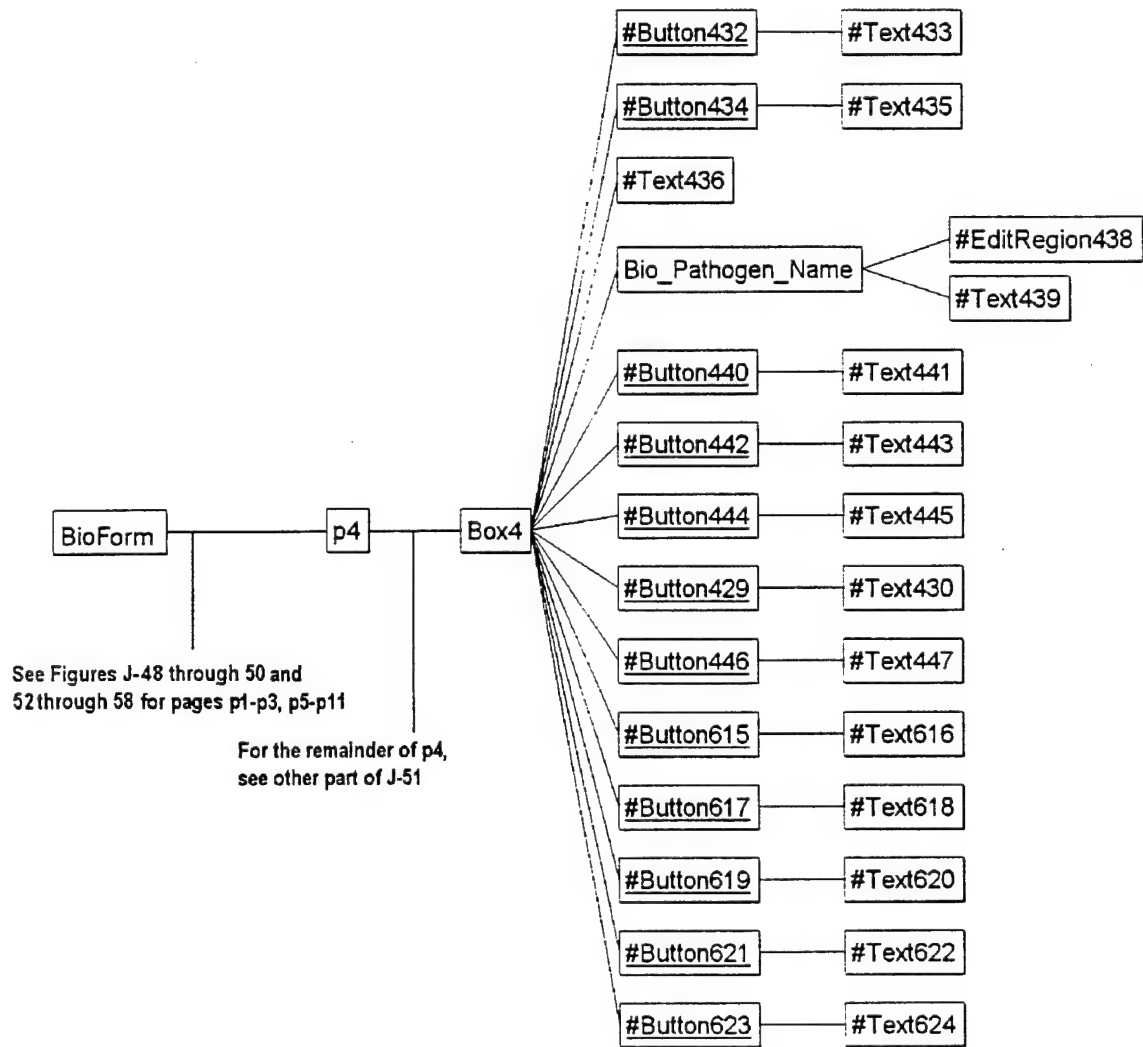 #Button432 #Text433
#Button434 #Text435
#Text436
#EditRegion438
Bio_Pathogen_Name
#Text439
#Button440 #Text441
#Button442 #Text443
#Button444 #Text445
BioForm p4 Box4
#Button429 #Text430
#Button446 #Text447
See Figures J-48 through 50 and
52 through 58 for pages p1-p3, p5-p11
#Button615 #Text616
For the remainder of p4,
see other part of J-51
#Button617 #Text618
#Button619 #Text620
#Button621 #Text622
#Button623 #Text624